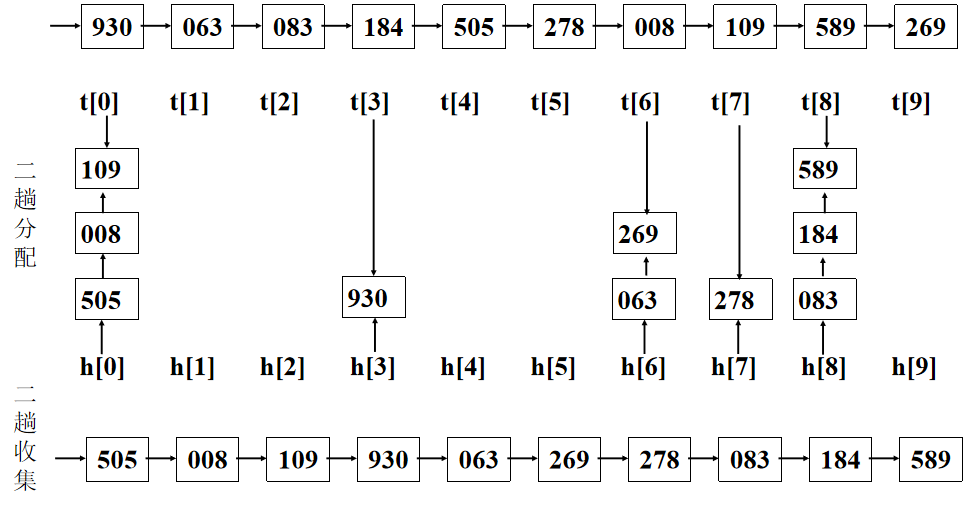 930 063 083 184 505 278 008 109 589 269
t[0] t[1] t[2] t[3] t[4] t[5] t[6] t[7] t[8] t[9]
二趟分配
109 589
008 269 184
505 930 063 278 083
h[0] h[1] h[2] h[3] h[4] h[5] h[6] h[7] h[8] h[9]
二趟收集
505 008 109 930 063 269 278 083 184 589